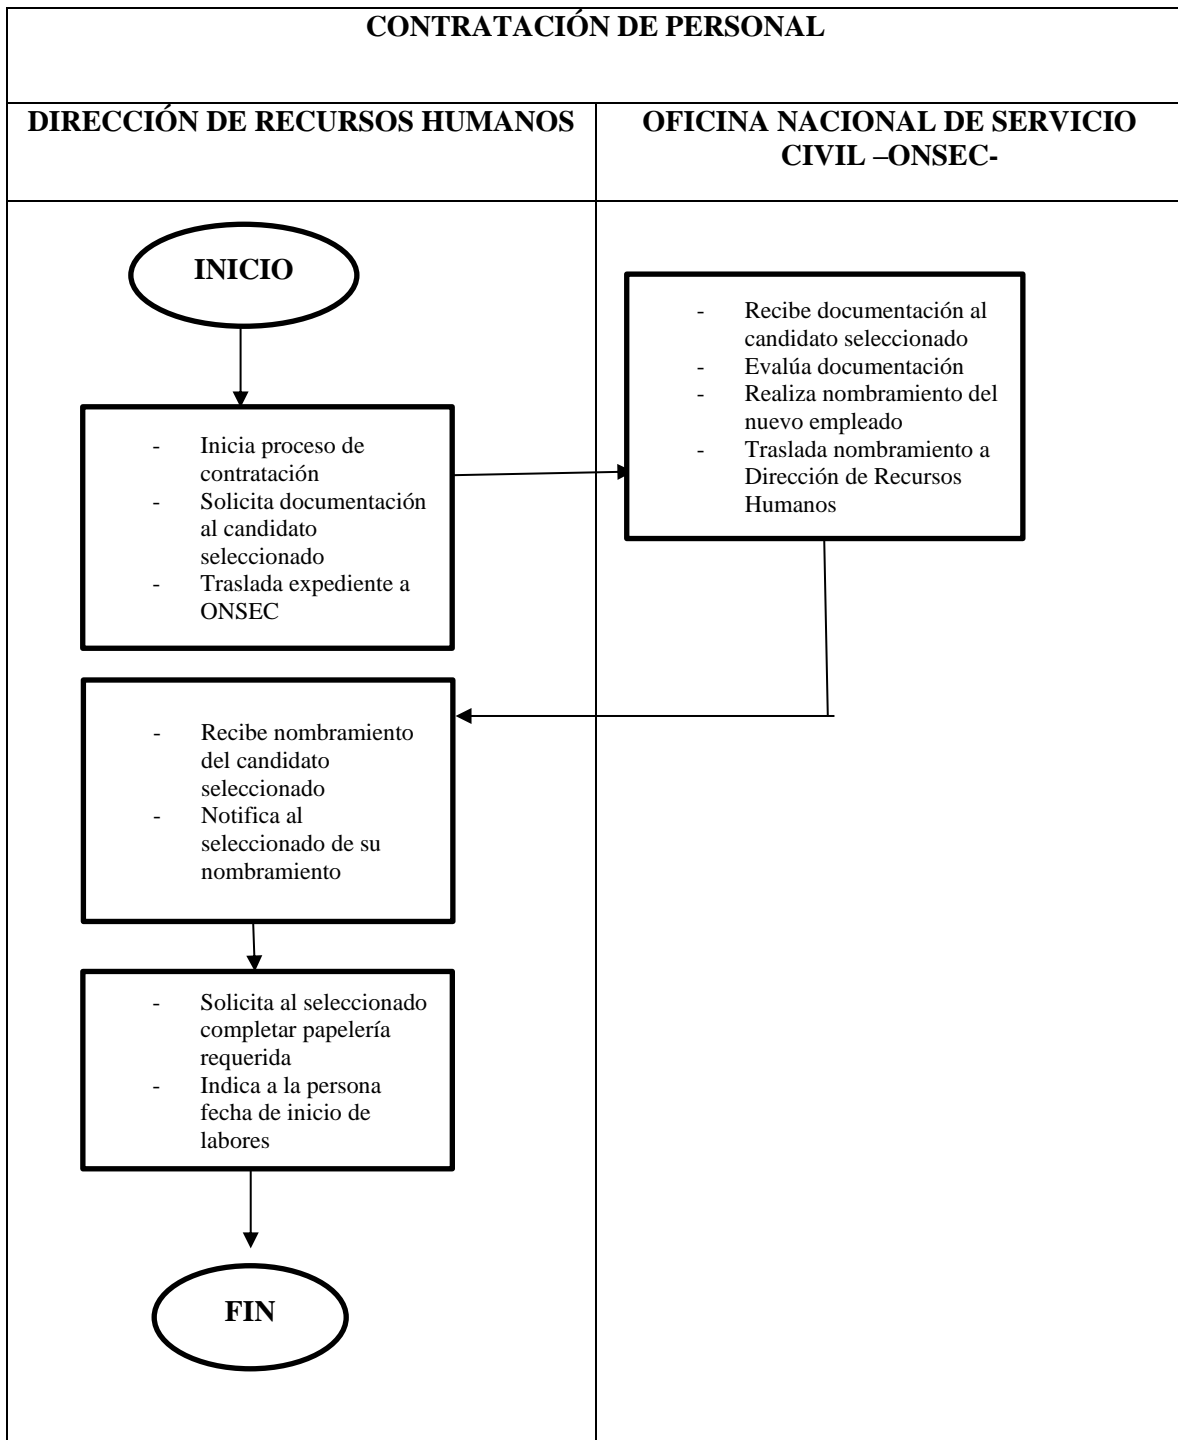 CONTRATACIÓN DE PERSONAL
DIRECCIÓN DE RECURSOS HUMANOS
OFICINA NACIONAL DE SERVICIO
CIVIL –ONSEC-
INICIO
- Inicia proceso de
contratación
- Solicita documentación
al candidato
seleccionado
- Traslada expediente a
ONSEC
- Recibe documentación al
candidato seleccionado
- Evalúa documentación
- Realiza nombramiento del
nuevo empleado
- Traslada nombramiento a
Dirección de Recursos
Humanos
- Recibe nombramiento
del candidato
seleccionado
- Notifica al
seleccionado de su
nombramiento
- Solicita al seleccionado
completar papelería
requerida
- Indica a la persona
fecha de inicio de
labores
FIN